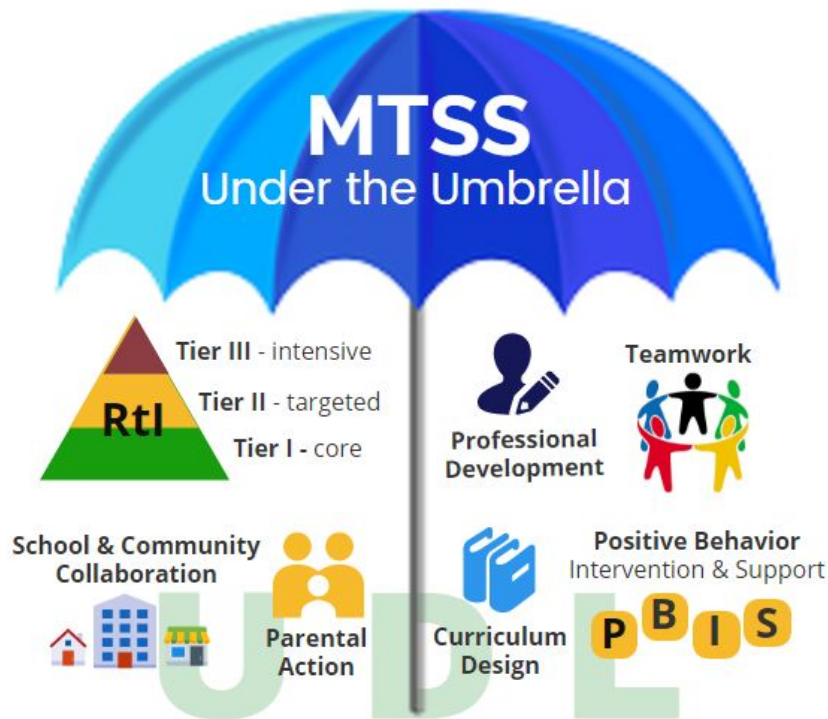 MTSS
Under the Umbrella
Tier III - intensive
Tier II - targeted
Tier I - core
RtI
Professional
Development
Teamwork
School & Community
Collaboration
Parental
Action
Curriculum
Design
Positive Behavior
Intervention & Support
P B I S
UDL